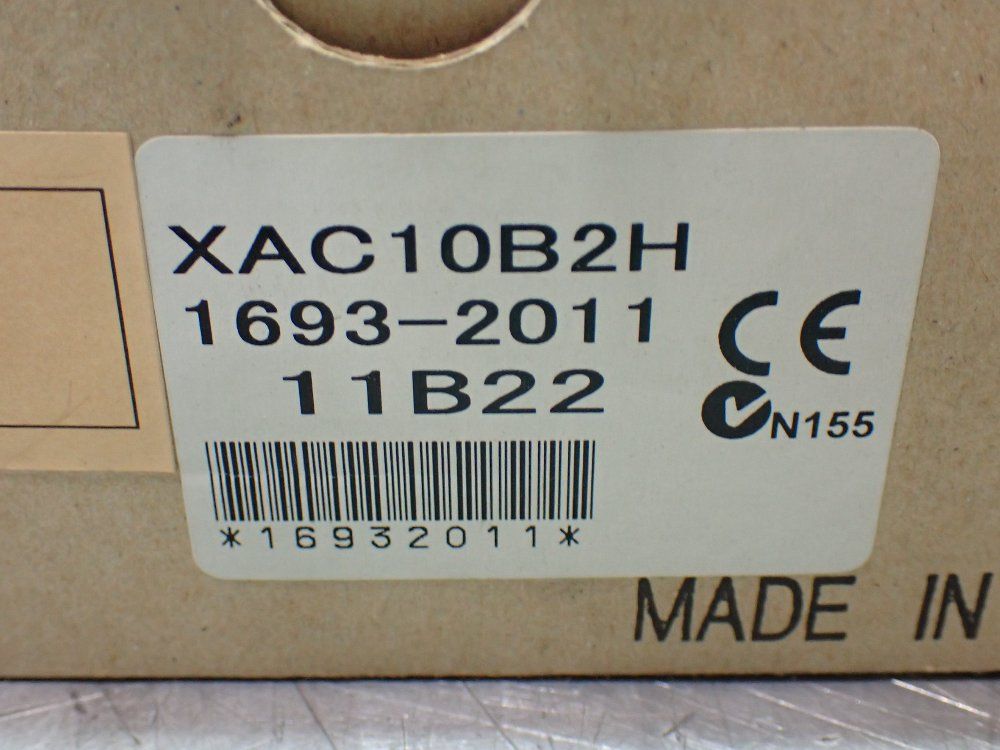 XAC10B2H
1693-2011
11B22
CE
N155
*16932011*
MADE IN